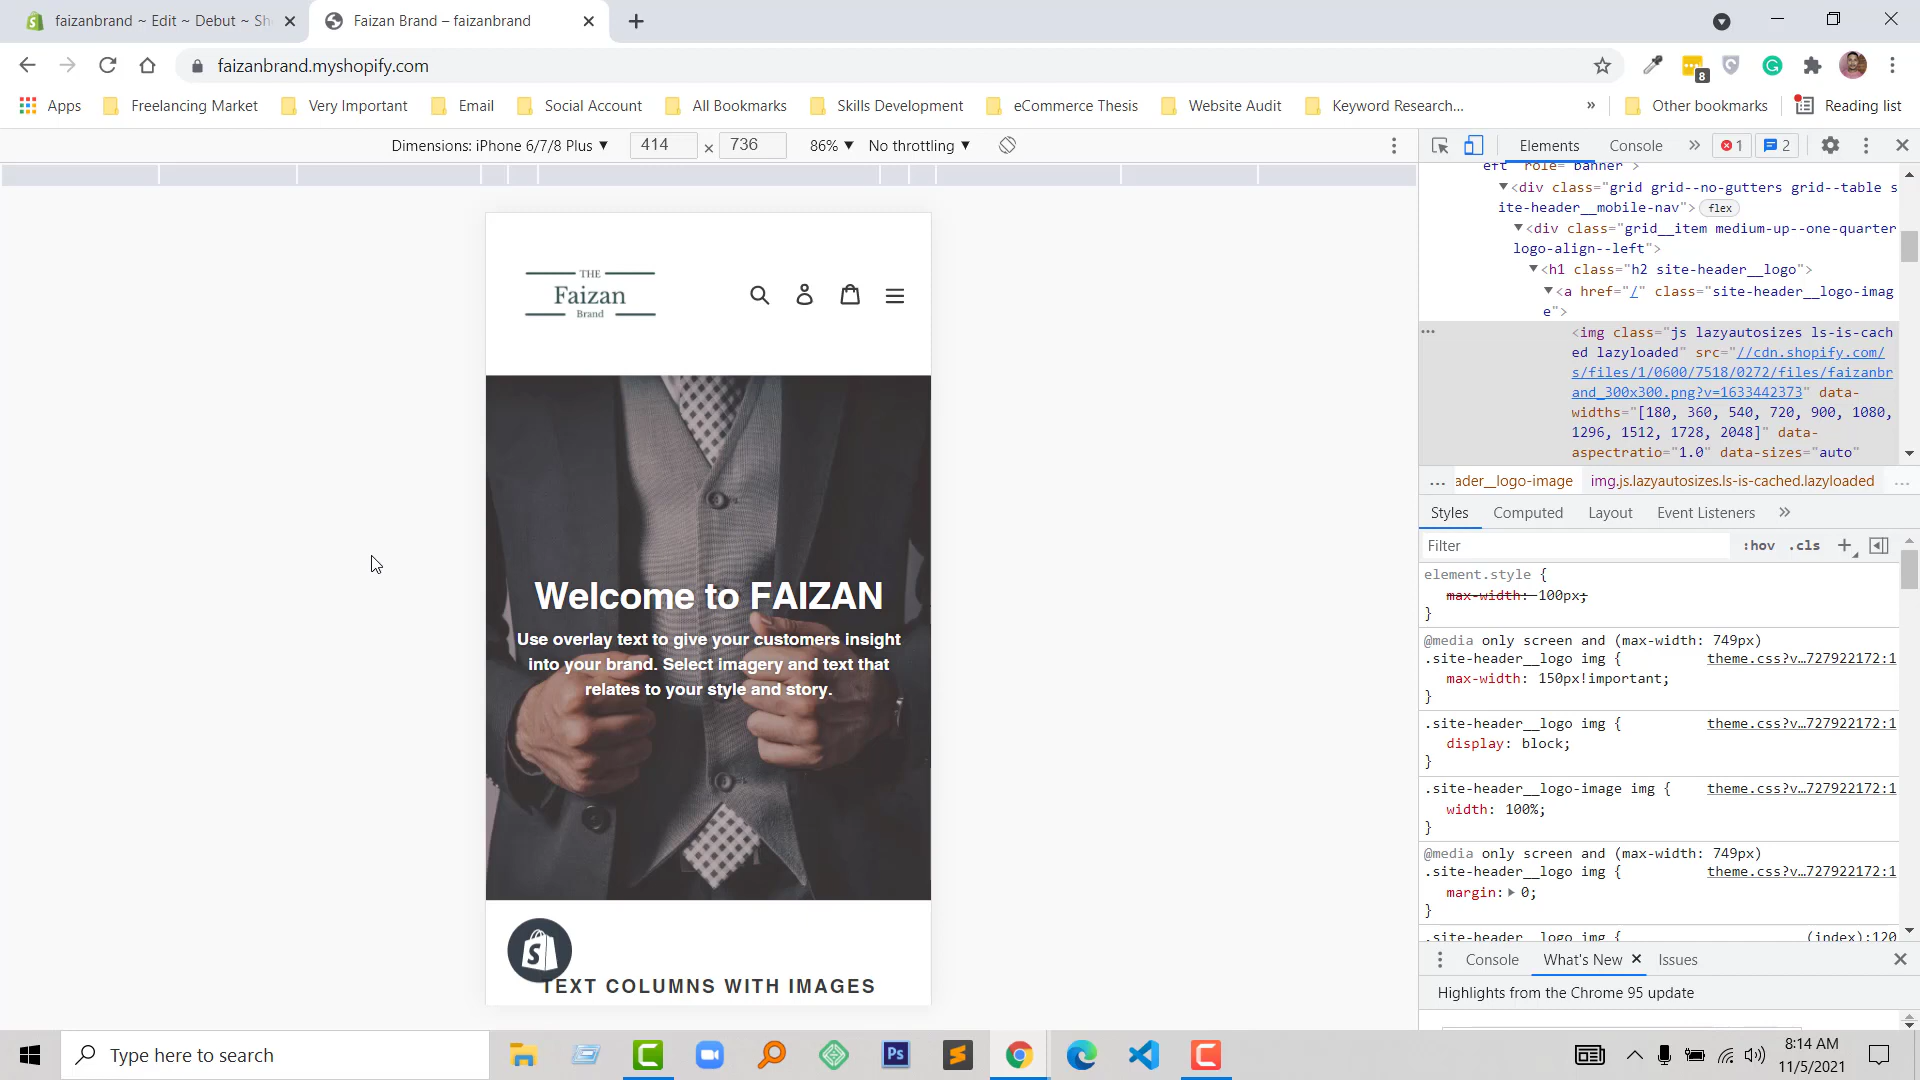 faizanbrand ~ Edit ~ Debut ~ Sh
Faizan Brand – faizanbrand
faizanbrand.myshopify.com
8
Apps
Freelancing Market
Very Important
Email
Social Account
All Bookmarks
Skills Development
eCommerce Thesis
Website Audit
Keyword Research...
»
Other bookmarks
Reading list
Dimensions: iPhone 6/7/8 Plus ▼
414 × 736
86% ▼
No throttling ▼
Elements
Console
»
1
2
THE
Faizan
Brand
Welcome to FAIZAN
Use overlay text to give your customers insight
into your brand. Select imagery and text that
relates to your style and story.
TEXT COLUMNS WITH IMAGES
eft" role="banner">
▼<div class="grid grid--no-gutters grid--table s
ite-header__mobile-nav"> flex
▼<div class="grid__item medium-up--one-quarter
logo-align--left">
▼<h1 class="h2 site-header__logo">
▼<a href="/" class="site-header__logo-imag
e">
... <img class="js lazyautosizes ls-is-cach
ed lazyloaded" src="//cdn.shopify.com/
s/files/1/0600/7518/0272/files/faizanbr
and_300x300.png?v=1633442373" data-
widths="[180, 360, 540, 720, 900, 1080,
1296, 1512, 1728, 2048]" data-
aspectratio="1.0" data-sizes="auto"
... ader__logo-image img.js.lazyautosizes.ls-is-cached.lazyloaded ...
Styles
Computed
Layout
Event Listeners
»
Filter
:hov .cls +
element.style {
max-width: 100px;
}
@media only screen and (max-width: 749px)
.site-header__logo img { theme.css?v…727922172:1
max-width: 150px!important;
}
.site-header__logo img { theme.css?v…727922172:1
display: block;
}
.site-header__logo-image img { theme.css?v…727922172:1
width: 100%;
}
@media only screen and (max-width: 749px)
.site-header__logo img { theme.css?v…727922172:1
margin:▸ 0;
}
.site-header__logo img { (index):120
Console
What's New
Issues
Highlights from the Chrome 95 update
Type here to search
Ps
8:14 AM
11/5/2021